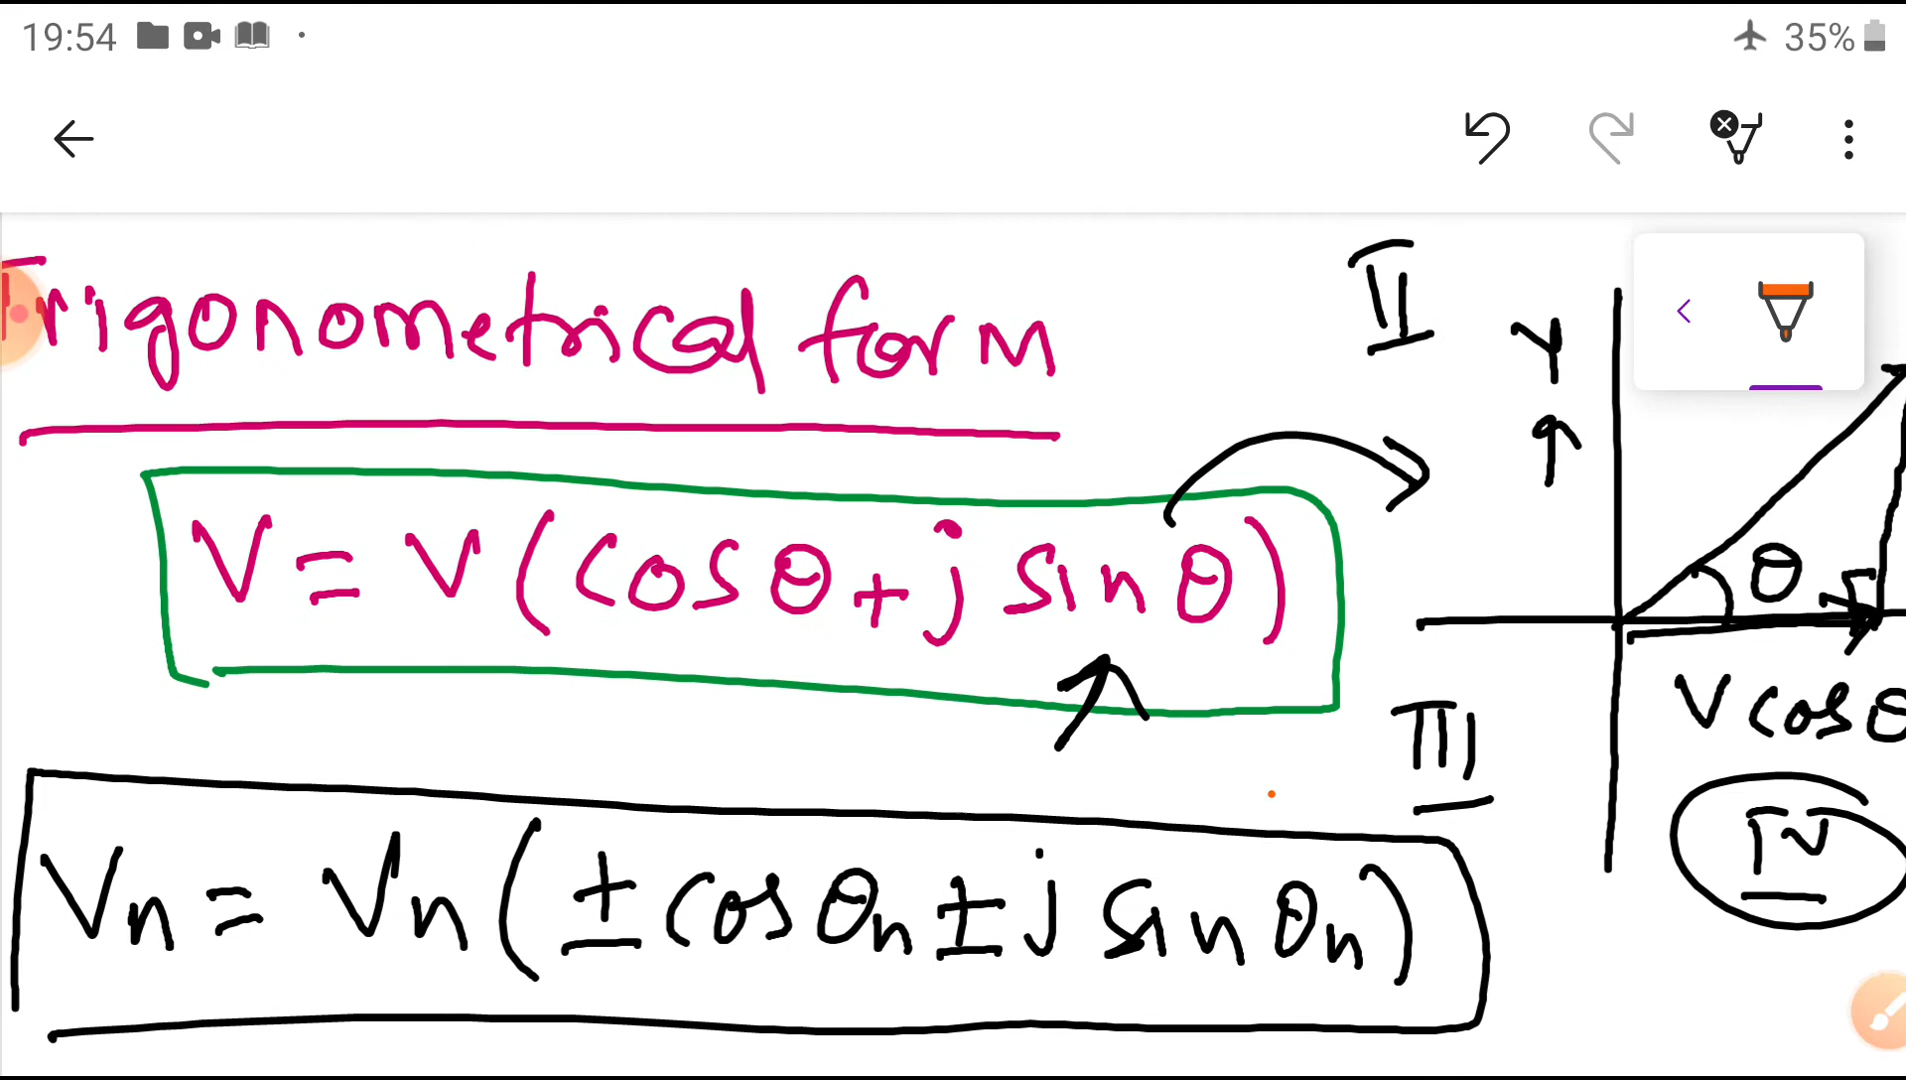 19:54 35%
Trigonometrical form
II
Y
V = V(cosθ + j sinθ)
θ
V cosθ
III
IV
Vn = Vn(± cosθn ± j sinθn)